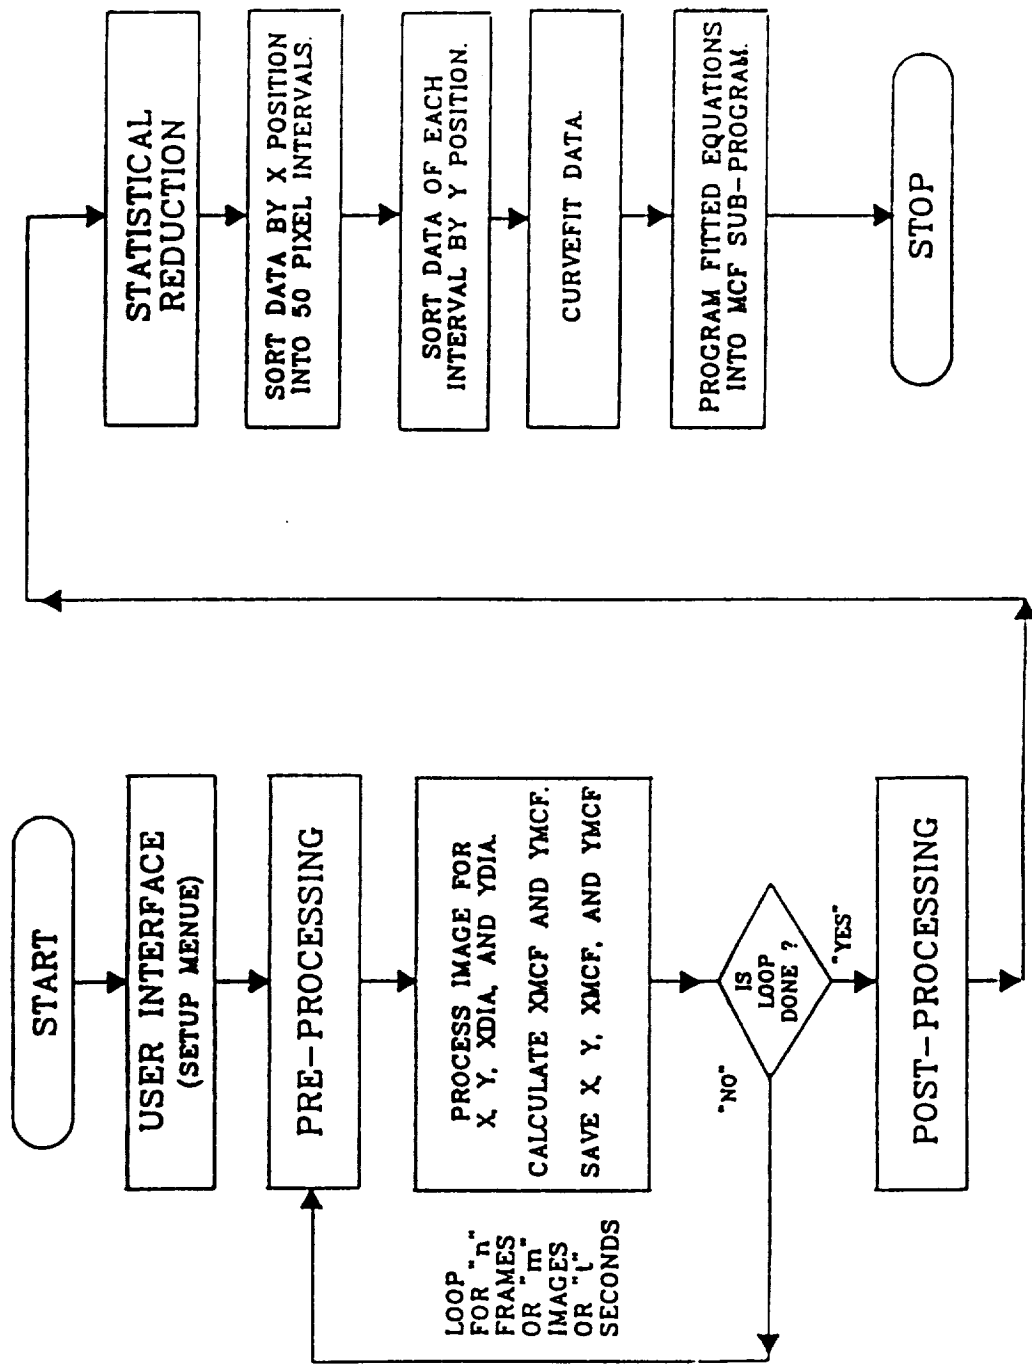 START
USER INTERFACE
(SETUP MENUE)
PRE-PROCESSING
PROCESS IMAGE FOR
X, Y, XDIA, AND YDIA.
CALCULATE XMCF AND YMCF.
SAVE X, Y, XMCF, AND YMCF
LOOP
FOR "n"
FRAMES
OR "m"
IMAGES
OR "t"
SECONDS
IS
LOOP
DONE ?
"NO"
"YES"
POST-PROCESSING
STATISTICAL
REDUCTION
SORT DATA BY X POSITION
INTO 50 PIXEL INTERVALS.
SORT DATA OF EACH
INTERVAL BY Y POSITION.
CURVEFIT DATA.
PROGRAM FITTED EQUATIONS
INTO MCF SUB-PROGRAM.
STOP